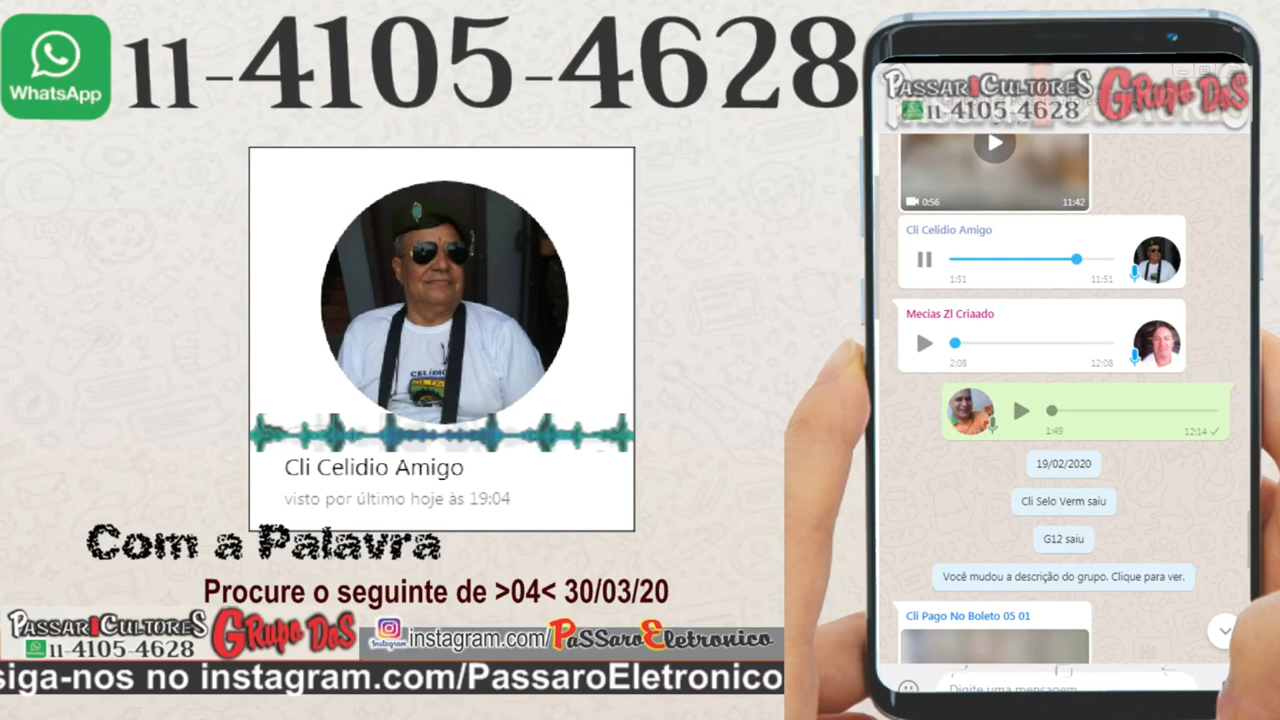 WhatsApp
11-4105-4628
CELÍDIO
Cli Celidio Amigo
visto por último hoje às 19:04
Com a Palavra
Procure o seguinte de >04< 30/03/20
PASSARICULTORES GRUPO DOS
11-4105-4628
Instagram
instagram.com/PaSSaroEletronico
siga-nos no instagram.com/PassaroEletronico
PASSARICULTORES GRUPO DOS
11-4105-4628
0:56 11:42
Cli Celidio Amigo
1:51 11:51
Mecias Zl Criaado
2:08 12:08
1:49 12:14
19/02/2020
Cli Selo Verm saiu
G12 saiu
Você mudou a descrição do grupo. Clique para ver.
Cli Pago No Boleto 05 01
Digite uma mensagem